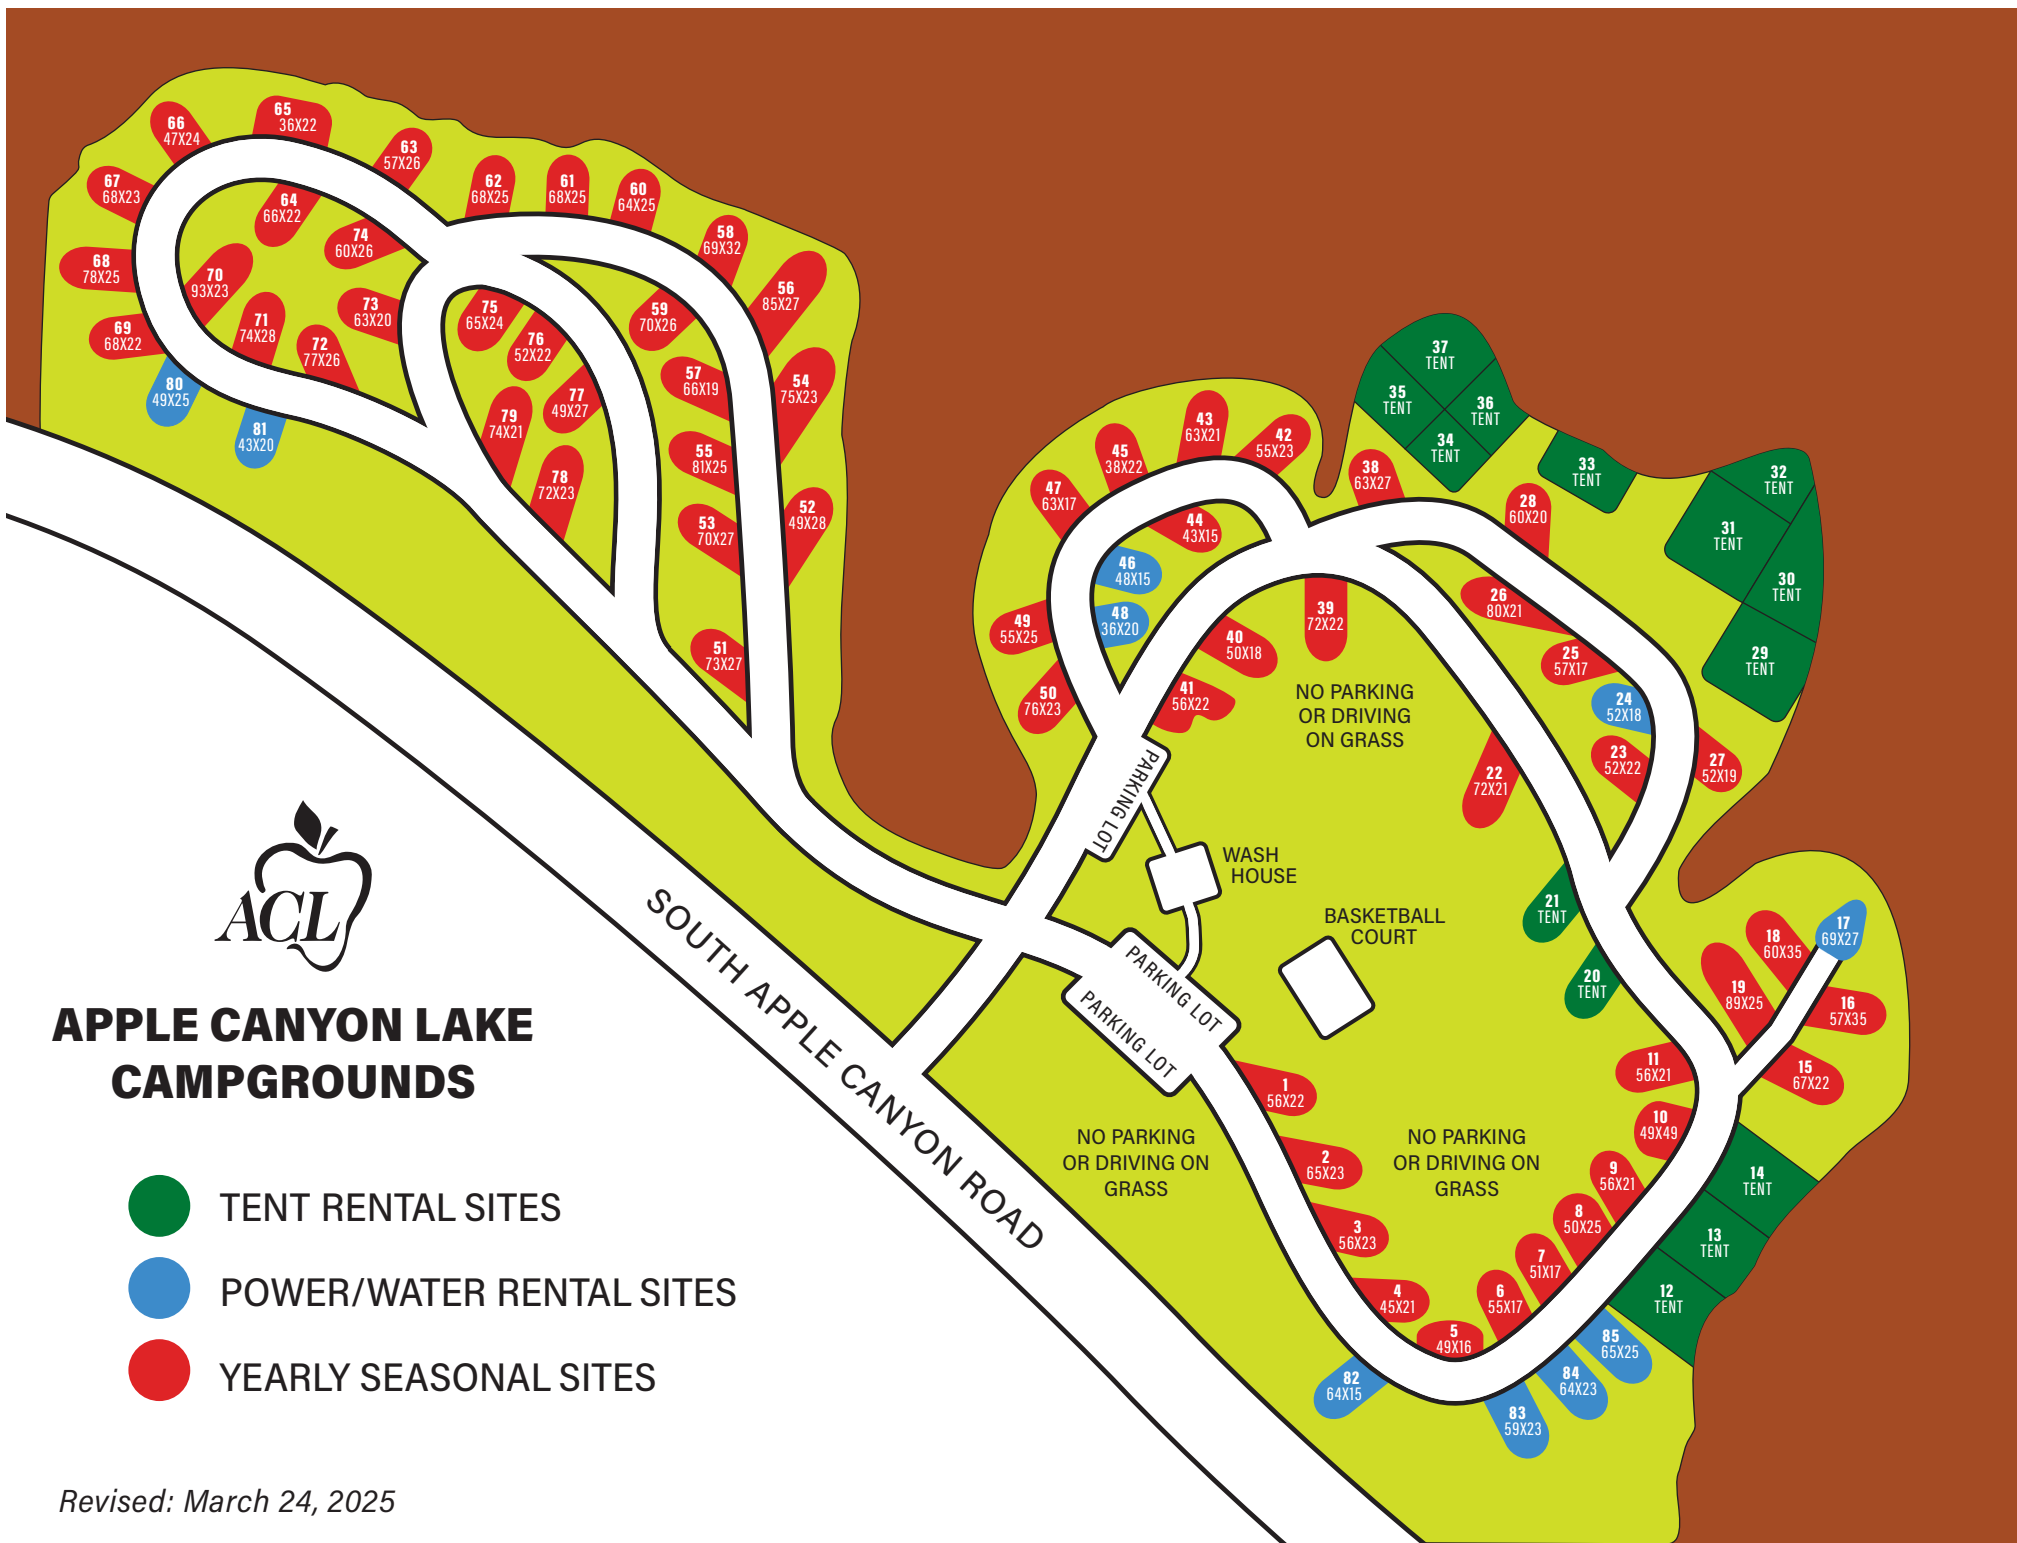 66
47X24
65
36X22
63
57X26
67
68X23
64
66X22
62
68X25
61
68X25
60
64X25
74
60X26
58
69X32
68
78X25
70
93X23
56
85X27
69
68X22
71
74X28
72
77X26
73
63X20
75
65X24
76
52X22
59
70X26
80
49X25
81
43X20
79
74X21
77
49X27
57
66X19
54
75X23
78
72X23
55
81X25
53
70X27
52
49X28
51
73X27
37
TENT
35
TENT
36
TENT
34
TENT
33
TENT
32
TENT
31
TENT
30
TENT
29
TENT
43
63X21
42
55X23
45
38X22
47
63X17
38
63X27
28
60X20
44
43X15
46
48X15
48
36X20
49
55X25
50
76X23
39
72X22
40
50X18
41
56X22
26
80X21
25
57X17
24
52X18
23
52X22
27
52X19
22
72X21
NO PARKING
OR DRIVING
ON GRASS
PARKING LOT
WASH
HOUSE
BASKETBALL
COURT
21
TENT
20
TENT
17
69X27
18
60X35
19
89X25
16
57X35
15
67X22
PARKING LOT
PARKING LOT
SOUTH APPLE CANYON ROAD
1
56X22
2
65X23
3
56X23
4
45X21
5
49X16
6
55X17
7
51X17
8
50X25
9
56X21
10
49X49
11
56X21
NO PARKING
OR DRIVING ON
GRASS
NO PARKING
OR DRIVING ON
GRASS
14
TENT
13
TENT
12
TENT
85
65X25
84
64X23
83
59X23
82
64X15
ACL
APPLE CANYON LAKE
CAMPGROUNDS
TENT RENTAL SITES
POWER/WATER RENTAL SITES
YEARLY SEASONAL SITES
Revised: March 24, 2025